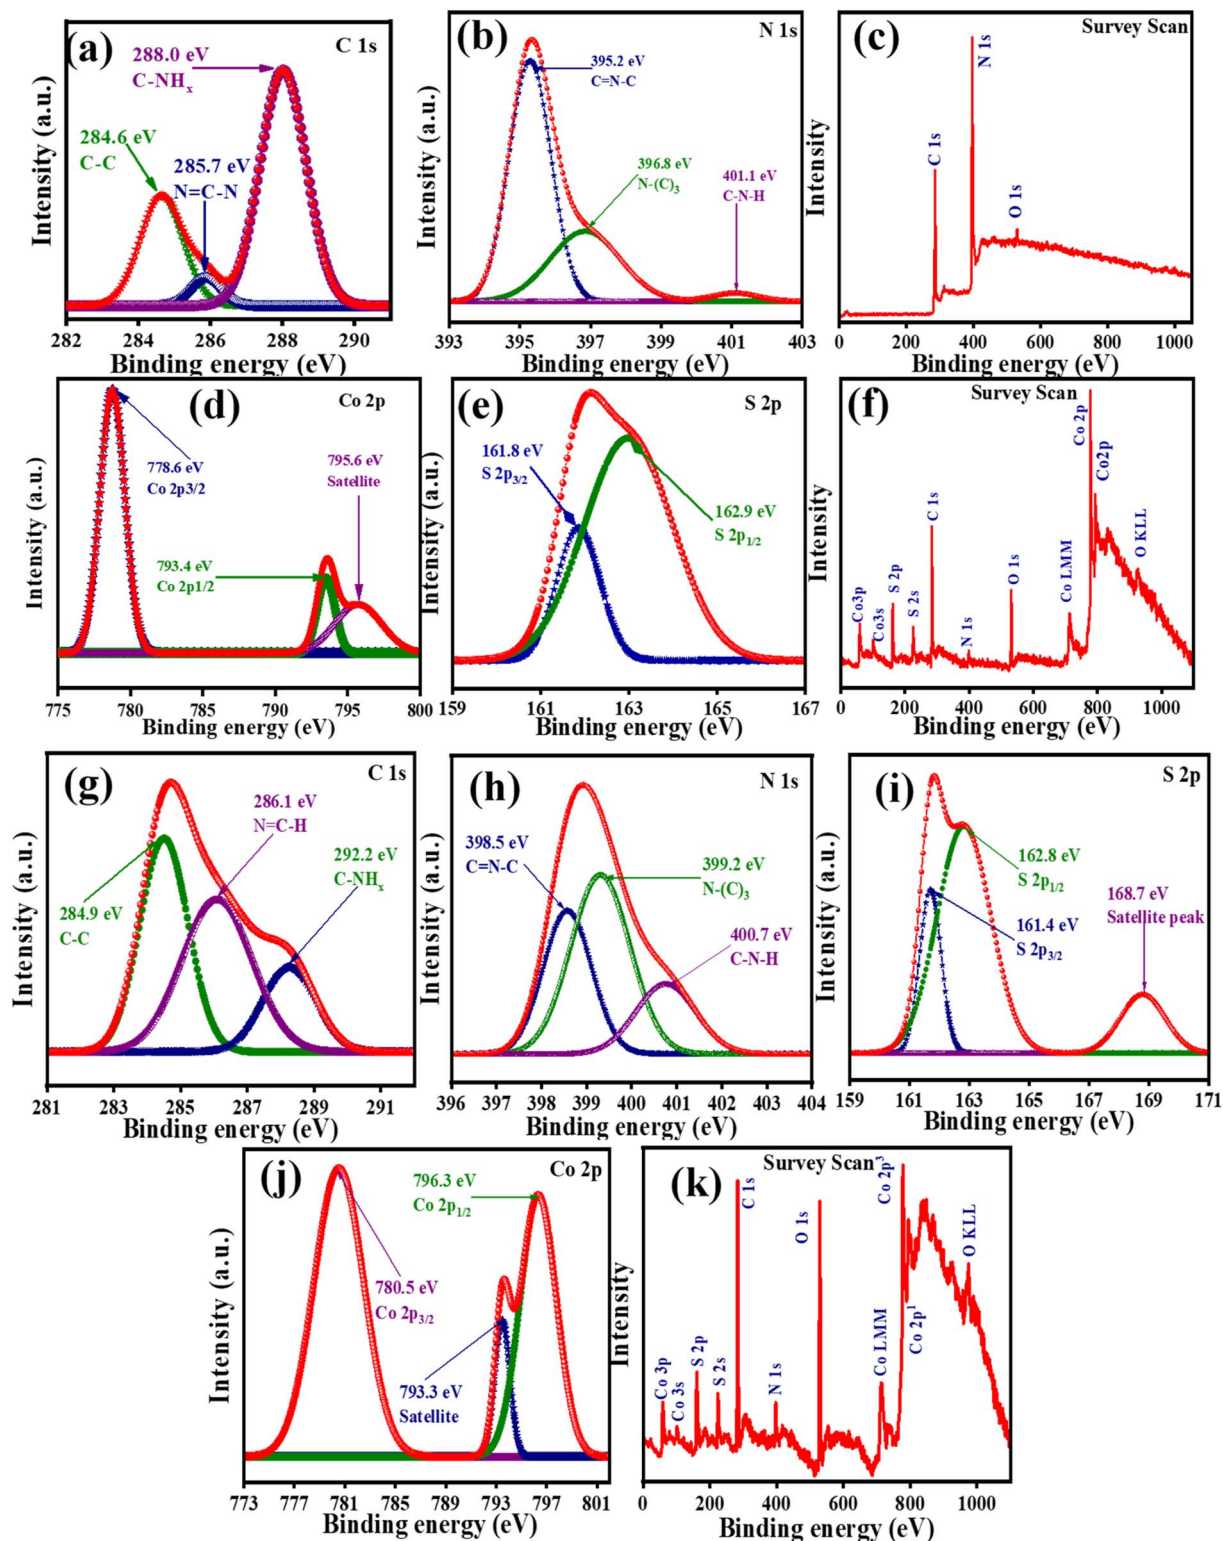 (a)
C 1s
288.0 eV
C-NHx
284.6 eV
C-C
285.7 eV
N=C-N
Intensity (a.u.)
282 284 286 288 290
Binding energy (eV)
(b)
N 1s
395.2 eV
C=N-C
396.8 eV
N-(C)3
401.1 eV
C-N-H
Intensity (a.u.)
393 395 397 399 401 403
Binding energy (eV)
(c)
Survey Scan
N 1s
C 1s
O 1s
Intensity
0 200 400 600 800 1000
Binding energy (eV)
(d)
Co 2p
778.6 eV
Co 2p3/2
795.6 eV
Satellite
793.4 eV
Co 2p1/2
Intensity (a.u.)
775 780 785 790 795 800
Binding energy (eV)
(e)
S 2p
161.8 eV
S 2p3/2
162.9 eV
S 2p1/2
Intensity (a.u.)
159 161 163 165 167
Binding energy (eV)
(f)
Survey Scan
Co 2p
Co2p
C 1s
O KLL
Co3p
Co3s
S 2p
S 2s
N 1s
O 1s
Co LMM
Intensity (a.u.)
0 200 400 600 800 1000
Binding energy (eV)
(g)
C 1s
286.1 eV
N=C-H
292.2 eV
C-NHx
284.9 eV
C-C
Intensity (a.u.)
281 283 285 287 289 291
Binding energy (eV)
(h)
N 1s
398.5 eV
C=N-C
399.2 eV
N-(C)3
400.7 eV
C-N-H
Intensity (a.u.)
396 397 398 399 400 401 402 403 404
Binding energy (eV)
(i)
S 2p
162.8 eV
S 2p1/2
168.7 eV
Satellite peak
161.4 eV
S 2p3/2
Intensity (a.u.)
159 161 163 165 167 169 171
Binding energy (eV)
(j)
Co 2p
796.3 eV
Co 2p1/2
780.5 eV
Co 2p3/2
793.3 eV
Satellite
Intensity (a.u.)
773 777 781 785 789 793 797 801
Binding energy (eV)
(k)
Survey Scan
Co 2p3
C 1s
O 1s
O KLL
Co 3p
Co 3s
S 2p
S 2s
N 1s
Co LMM
Co 2p1
Intensity
0 200 400 600 800 1000
Binding energy (eV)